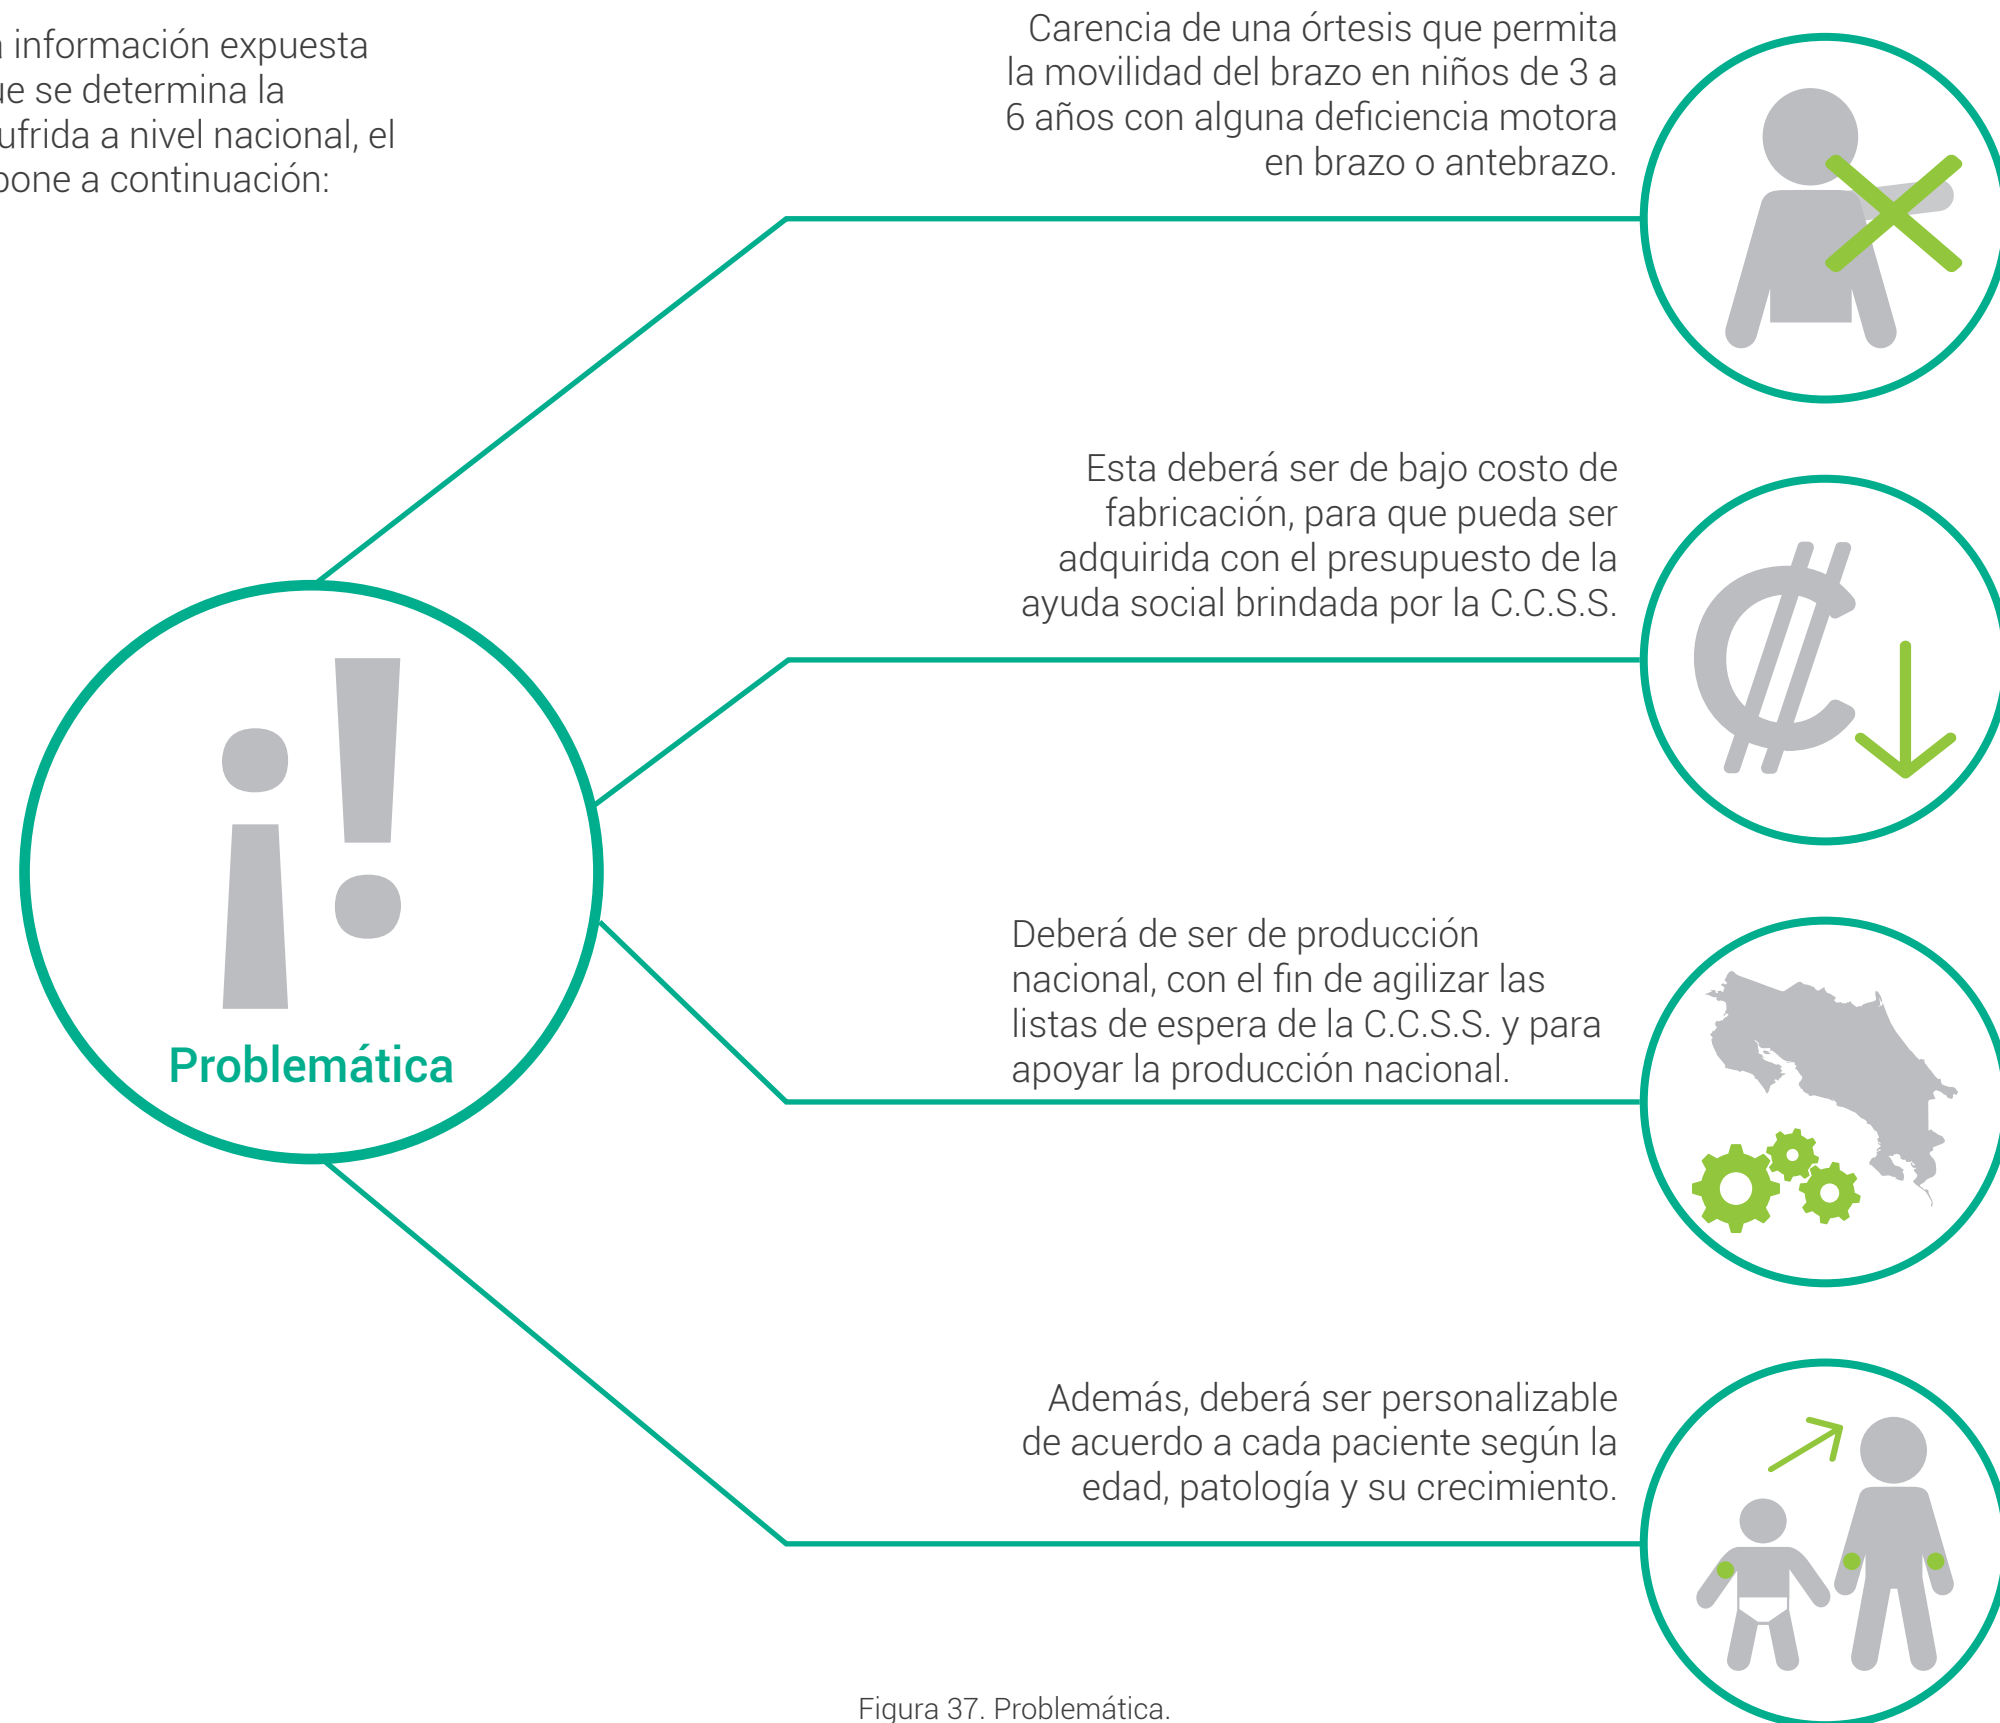 información expuesta
se determina la
a nivel nacional, el
a continuación:
Carencia de una órtesis que permita
la movilidad del brazo en niños de 3 a
6 años con alguna deficiencia motora
en brazo o antebrazo.
Esta deberá ser de bajo costo de
fabricación, para que pueda ser
adquirida con el presupuesto de la
ayuda social brindada por la C.C.S.S.
¡!
Problemática
Deberá de ser de producción
nacional, con el fin de agilizar las
listas de espera de la C.C.S.S. y para
apoyar la producción nacional.
Además, deberá ser personalizable
de acuerdo a cada paciente según la
edad, patología y su crecimiento.
Figura 37. Problemática.